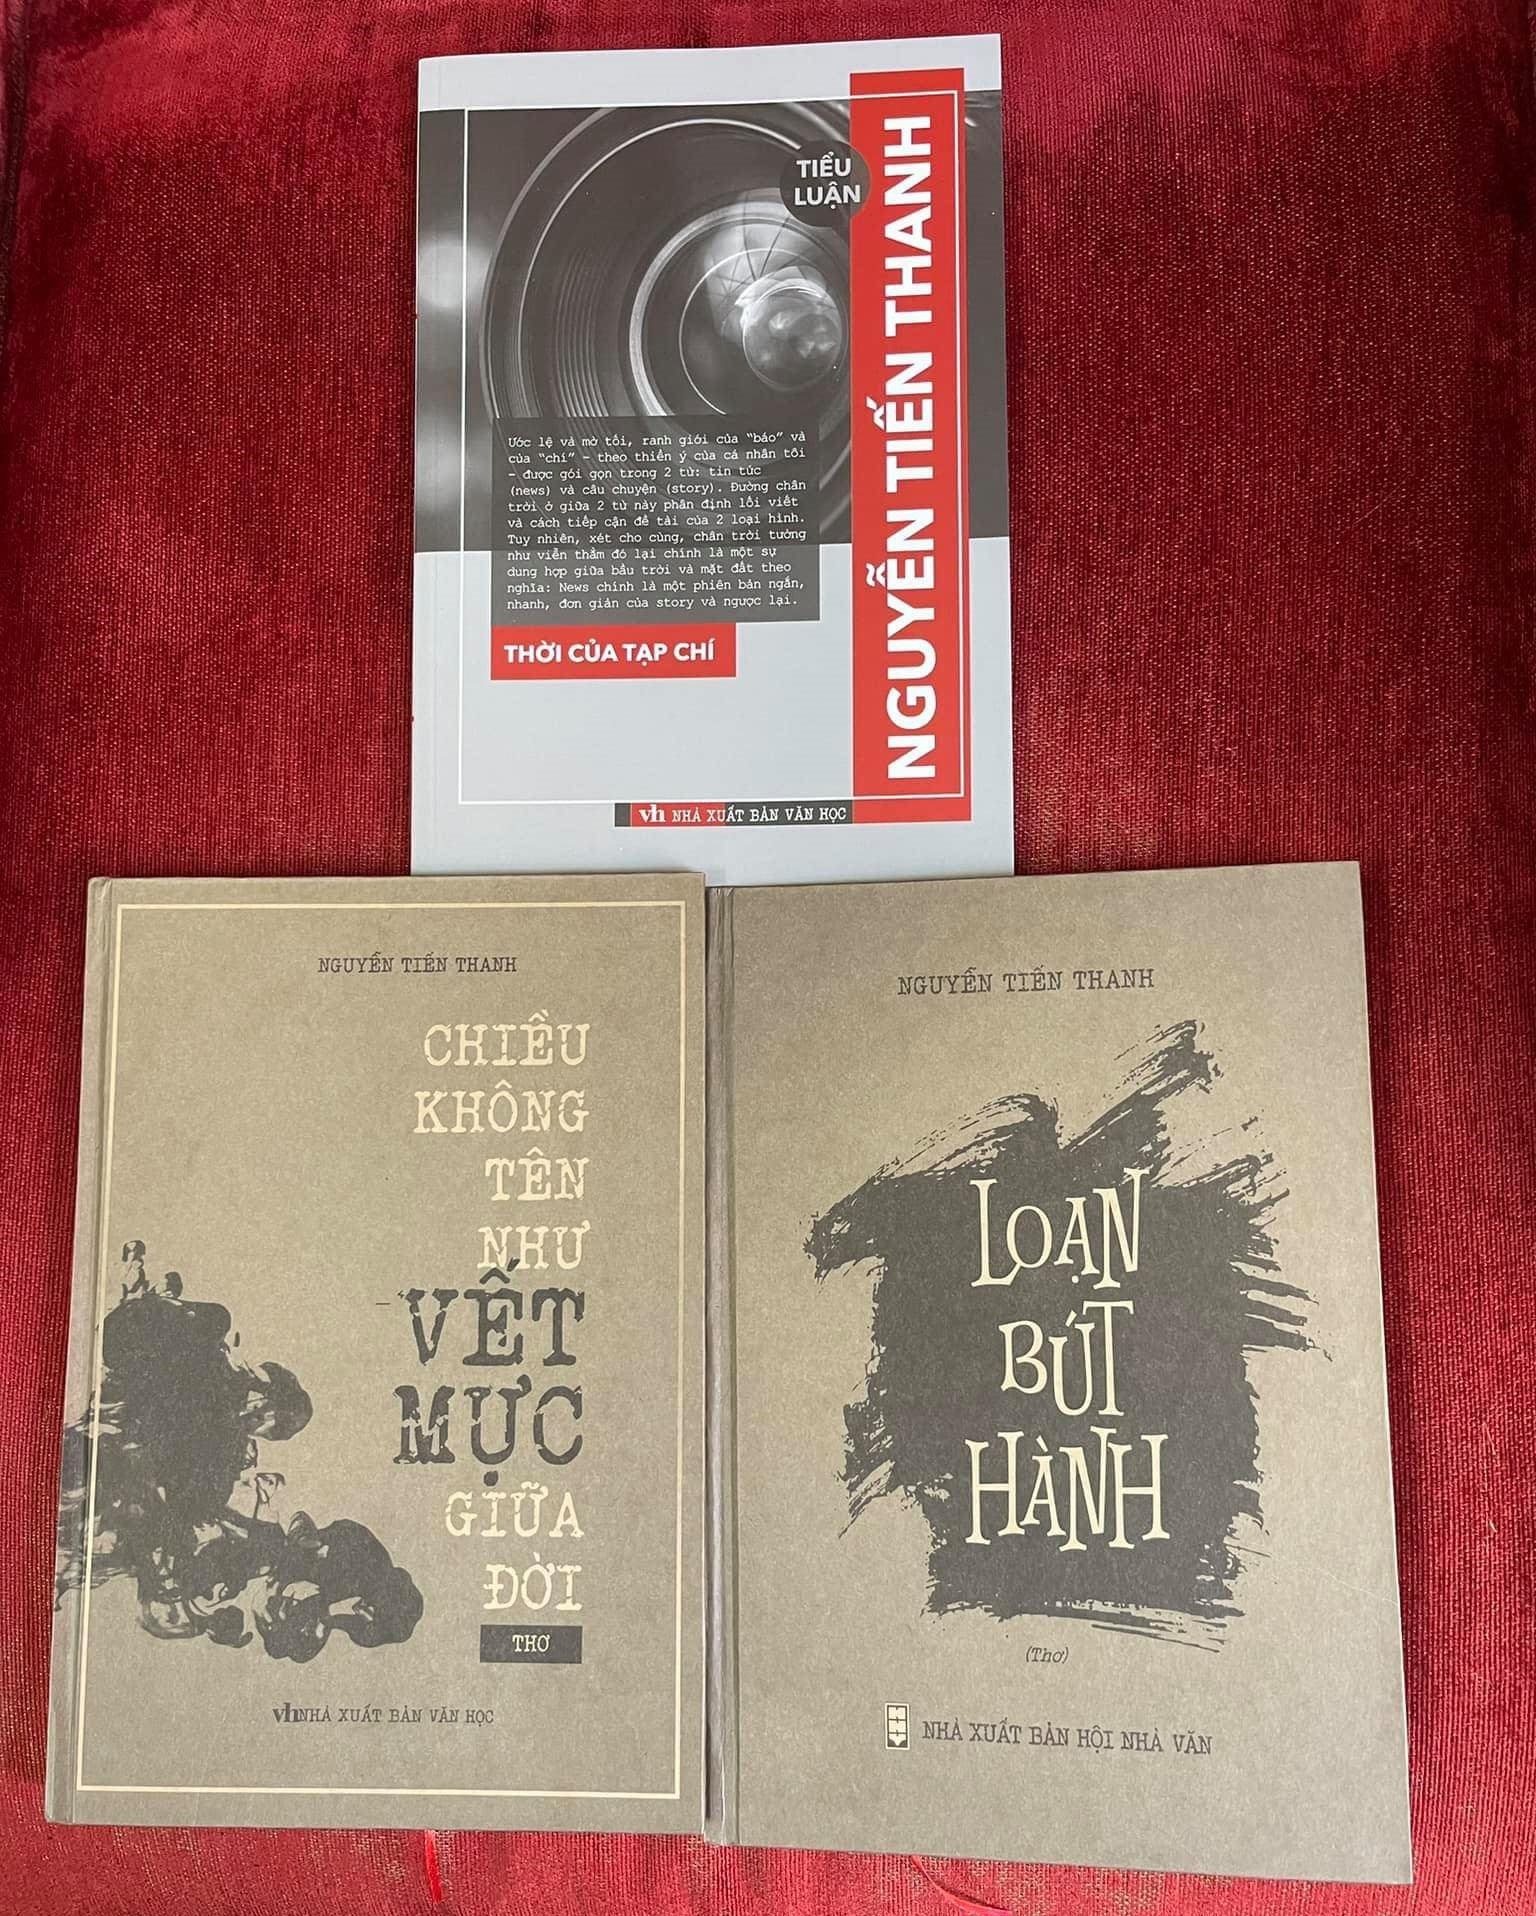 TIỂU
LUẬN
NGUYỄN TIẾN THANH
Ước lệ và mờ tối, ranh giới của "báo" và
của "chí" - theo thiển ý của cá nhân tôi
- được gói gọn trong 2 từ: tin tức
(news) và câu chuyện (story). Đường chân
trời ở giữa 2 từ này phân định lối viết
và cách tiếp cận đề tài của 2 loại hình.
Tuy nhiên, xét cho cùng, chân trời tưởng
như viễn thẳm đó lại chính là một sự
dung hợp giữa bầu trời và mặt đất theo
nghĩa: News chính là một phiên bản ngắn,
nhanh, đơn giản của story và ngược lại.
THỜI CỦA TẠP CHÍ
vh NHÀ XUẤT BẢN VĂN HỌC
NGUYỄN TIẾN THANH
CHIỀU
KHÔNG
TÊN
NHƯ
VẾT
MỰC
GIỮA
ĐỜI
THƠ
vh NHÀ XUẤT BẢN VĂN HỌC
NGUYỄN TIẾN THANH
LOẠN
BÚT
HÀNH
(Thơ)
NHÀ XUẤT BẢN HỘI NHÀ VĂN